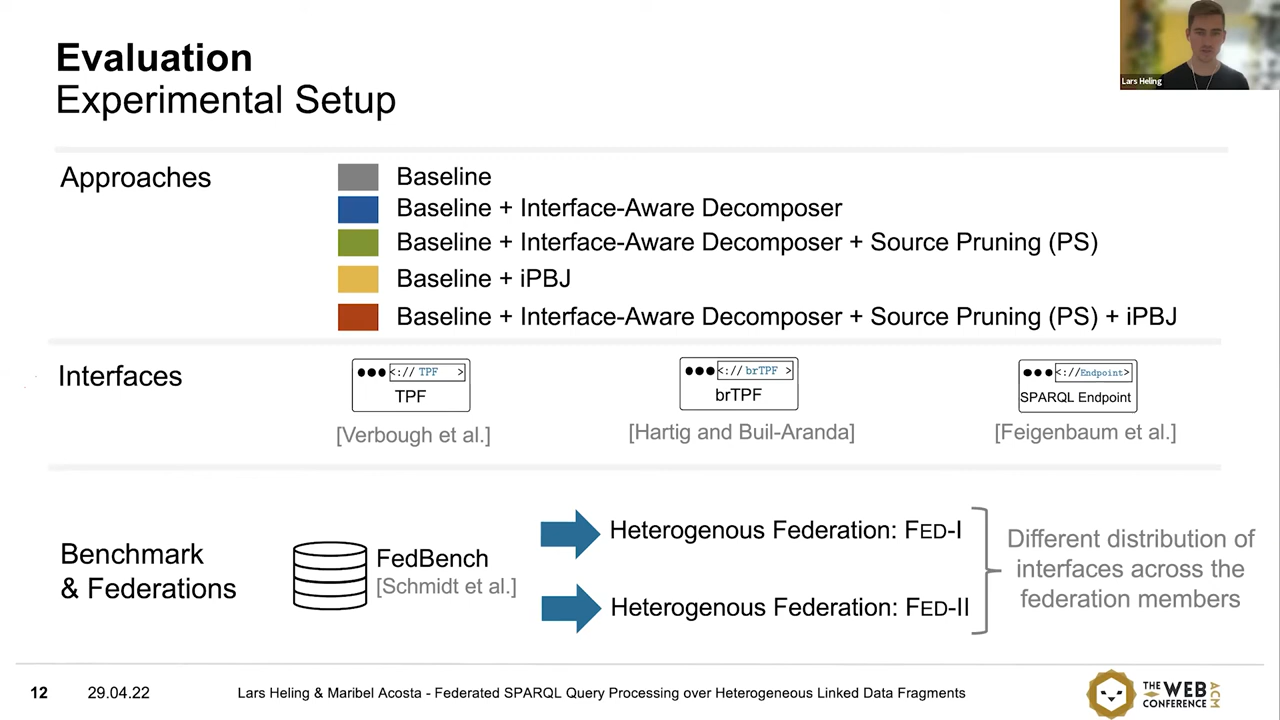 Evaluation
Experimental Setup
Lars Heling
Approaches
Baseline
Baseline + Interface-Aware Decomposer
Baseline + Interface-Aware Decomposer + Source Pruning (PS)
Baseline + iPBJ
Baseline + Interface-Aware Decomposer + Source Pruning (PS) + iPBJ
Interfaces
<:// TPF >
TPF
[Verbough et al.]
<:// brTPF >
brTPF
[Hartig and Buil-Aranda]
<://Endpoint>
SPARQL Endpoint
[Feigenbaum et al.]
Benchmark
& Federations
FedBench
[Schmidt et al.]
Heterogenous Federation: FED-I
Heterogenous Federation: FED-II
Different distribution of
interfaces across the
federation members
12 29.04.22 Lars Heling & Maribel Acosta - Federated SPARQL Query Processing over Heterogeneous Linked Data Fragments
THE WEB
CONFERENCE
ACM